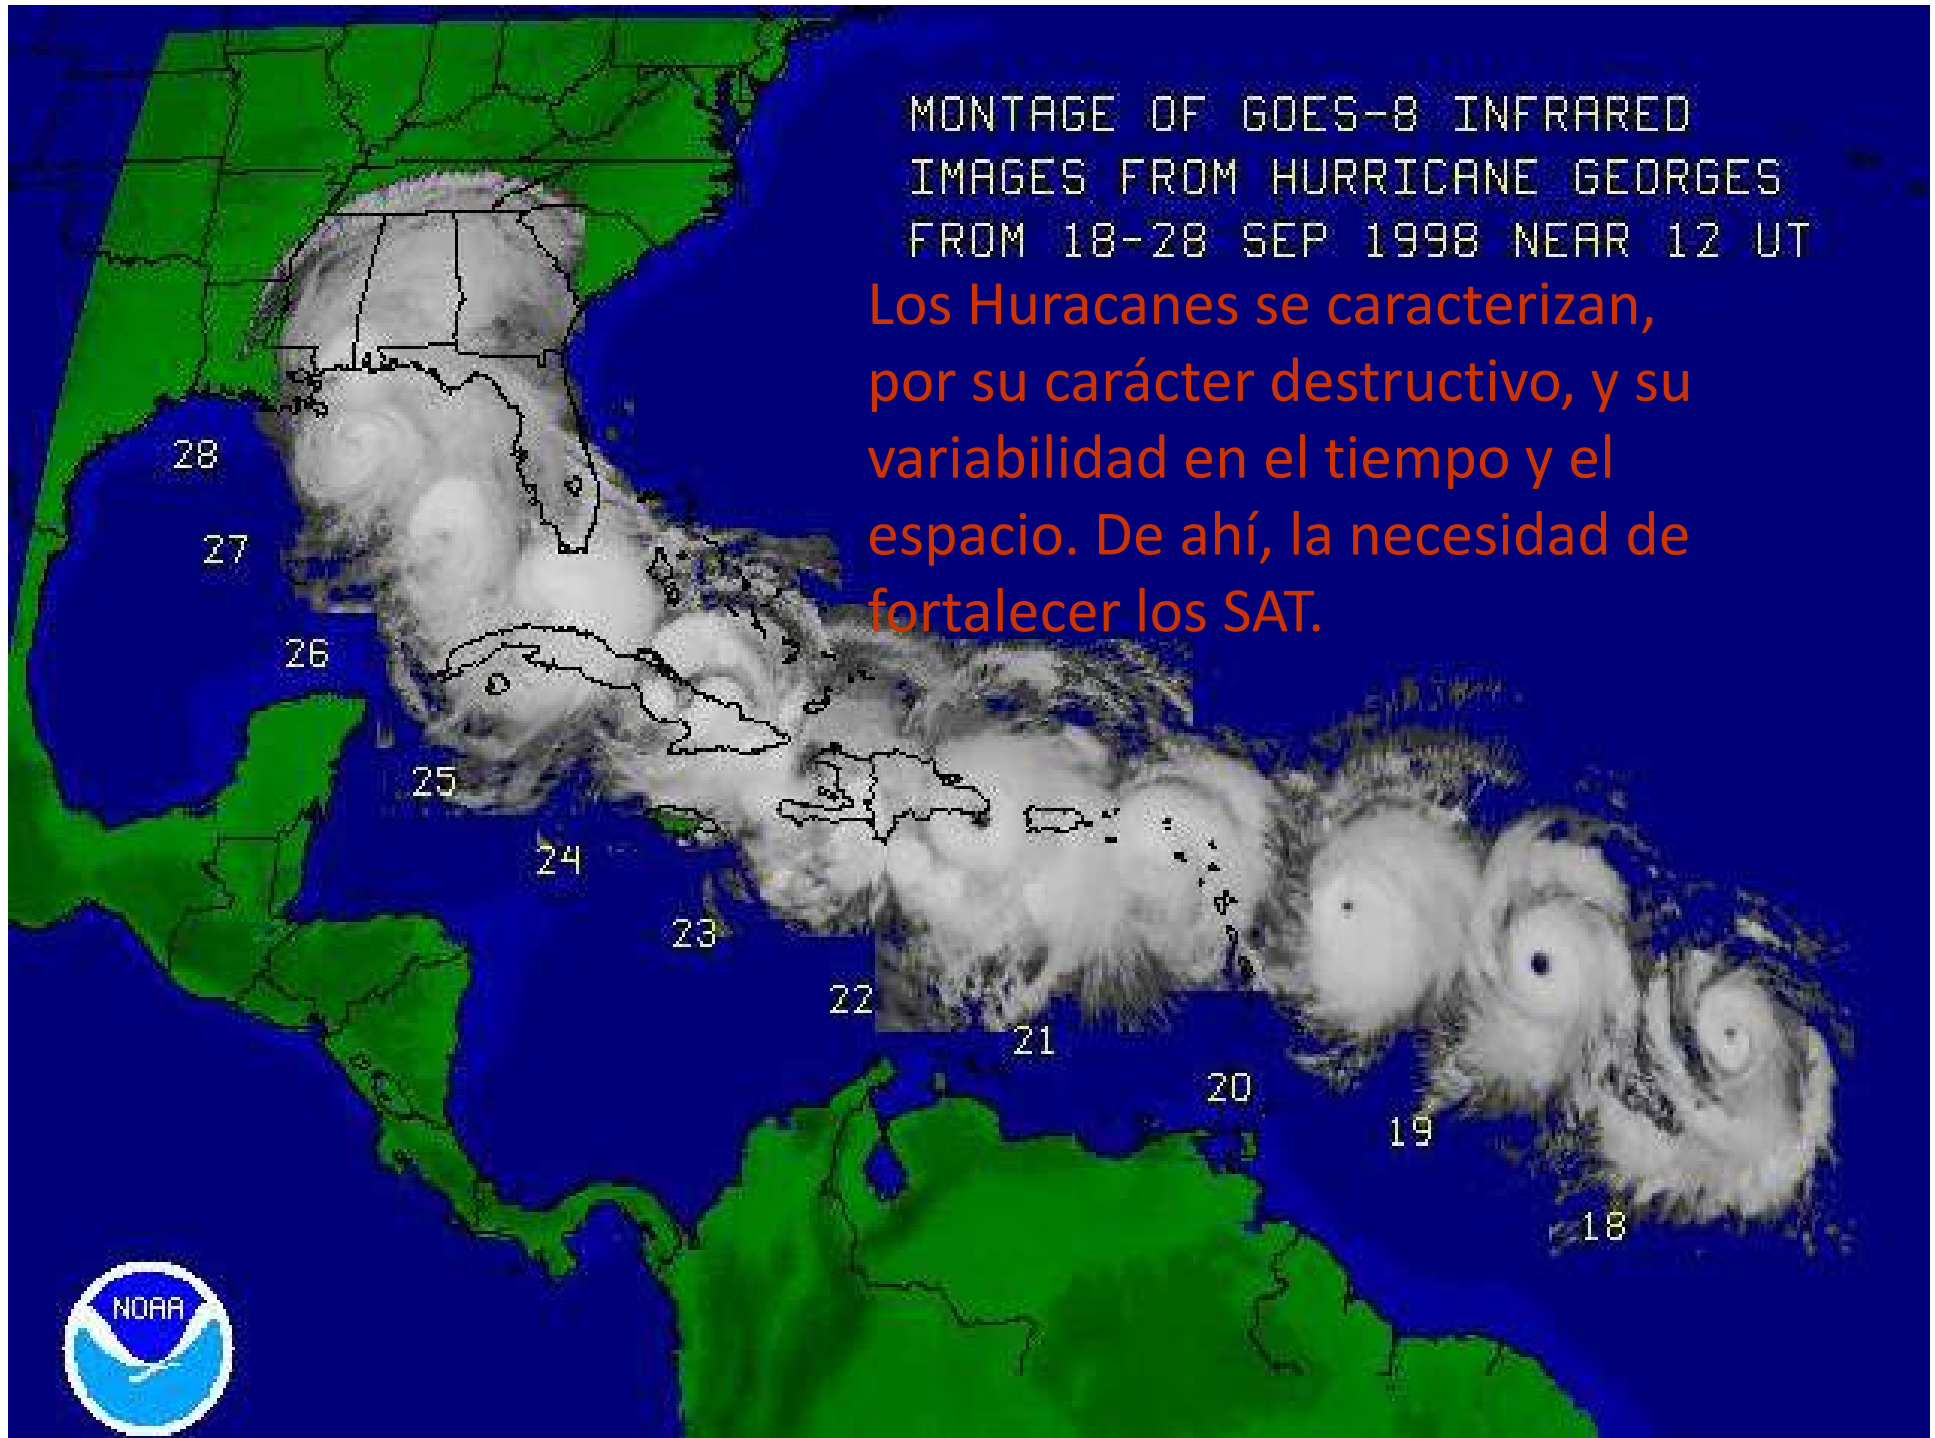 MONTAGE OF GOES-8 INFRARED
IMAGES FROM HURRICANE GEORGES
FROM 18-28 SEP 1998 NEAR 12 UT
Los Huracanes se caracterizan,
por su carácter destructivo, y su
variabilidad en el tiempo y el
espacio. De ahí, la necesidad de
fortalecer los SAT.
28
27
26
25
24
23
22
21
20
19
18
NOAA